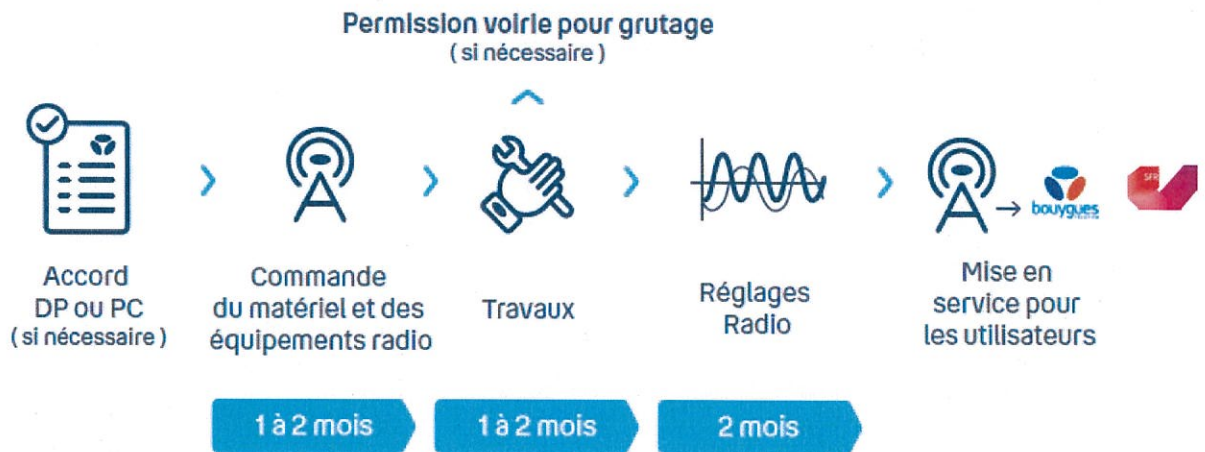 Permission voirie pour grutage
( si nécessaire )
bouygues
SFR
Accord
DP ou PC
( si nécessaire )
Commande
du matériel et des
équipements radio
Travaux
Réglages
Radio
Mise en
service pour
les utilisateurs
1 à 2 mois
1 à 2 mois
2 mois